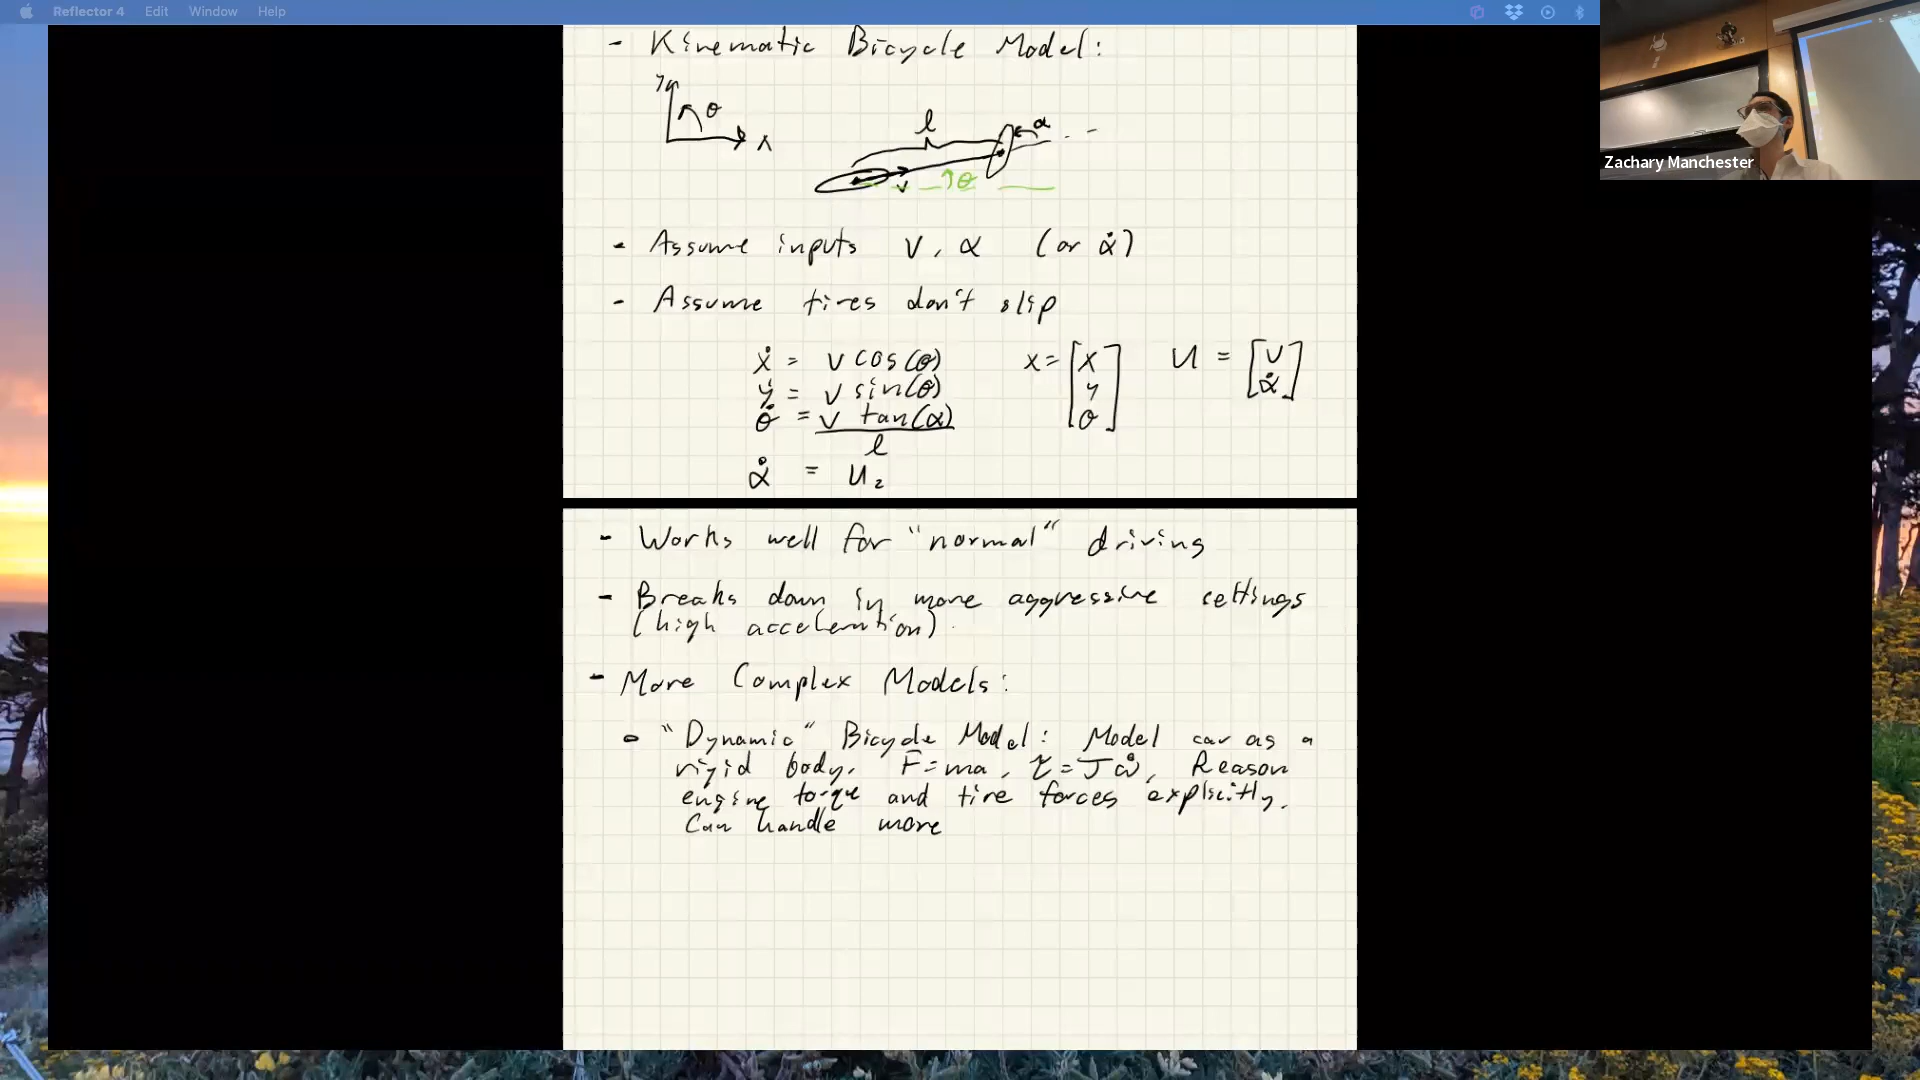 Reflector 4 Edit Window Help
- Kinematic Bicycle Model:
y
θ
x
l
α
v
θ
- Assume inputs v, α (or α̇)
- Assume tires don't slip
ẋ = v cos(θ)
ẏ = v sin(θ)
θ̇ = v tan(α) / l
α̇ = u₂
x = [x y θ]
u = [v α̇]
- Works well for "normal" driving
- Breaks down in more aggressive settings
(high acceleration)
- More Complex Models:
"Dynamic" Bicycle Model: Model car as a
rigid body. F=ma, τ=Jω̇, Reason
engine torque and tire forces explicitly.
Can handle more
Zachary Manchester